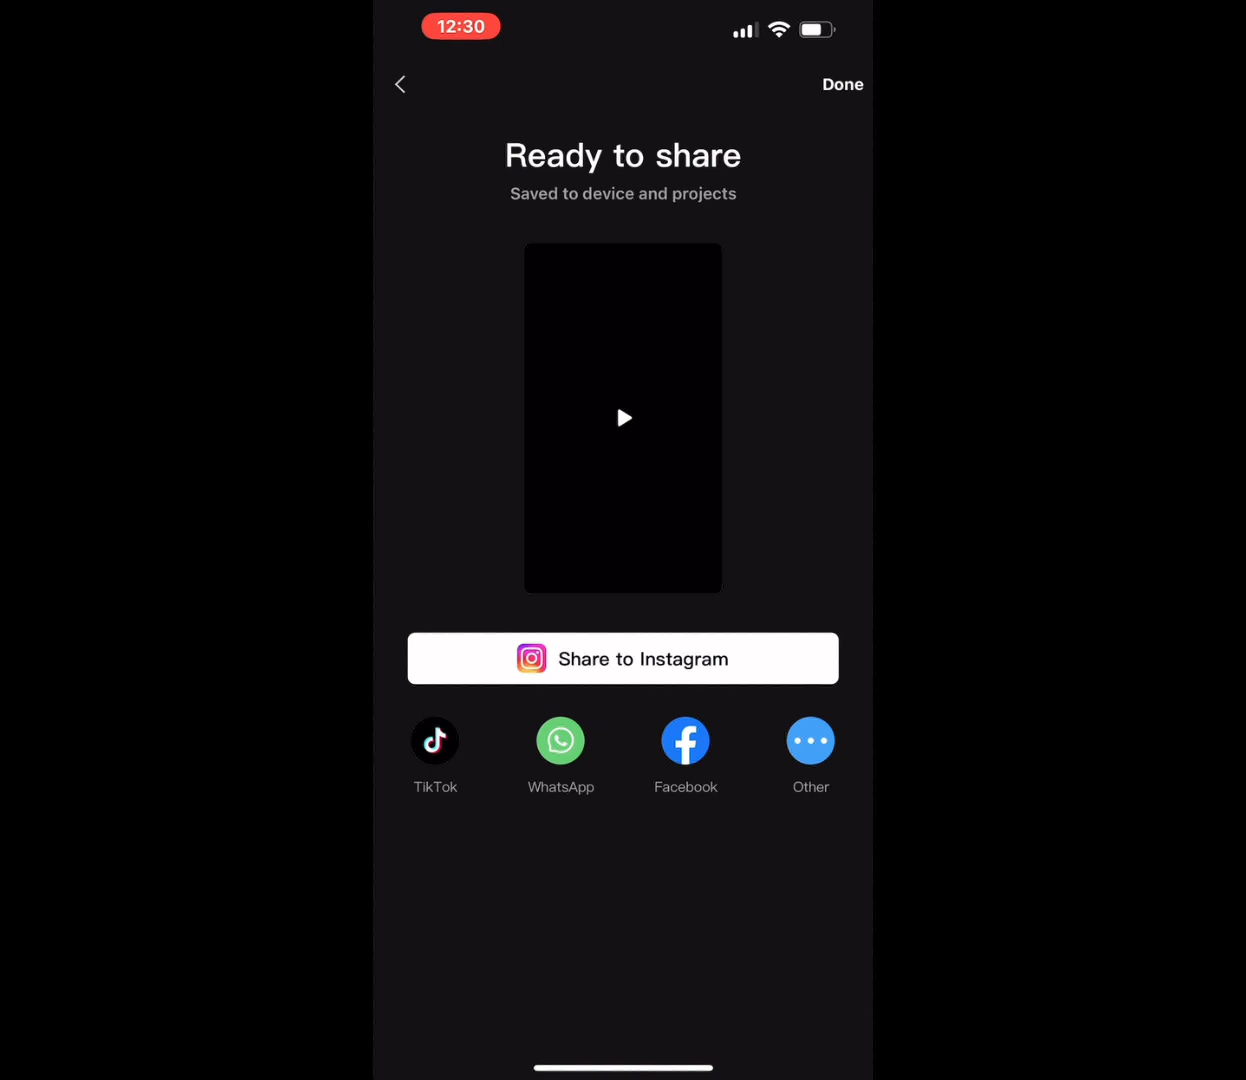 12:30
Done
Ready to share
Saved to device and projects
Share to Instagram
TikTok
WhatsApp
Facebook
Other